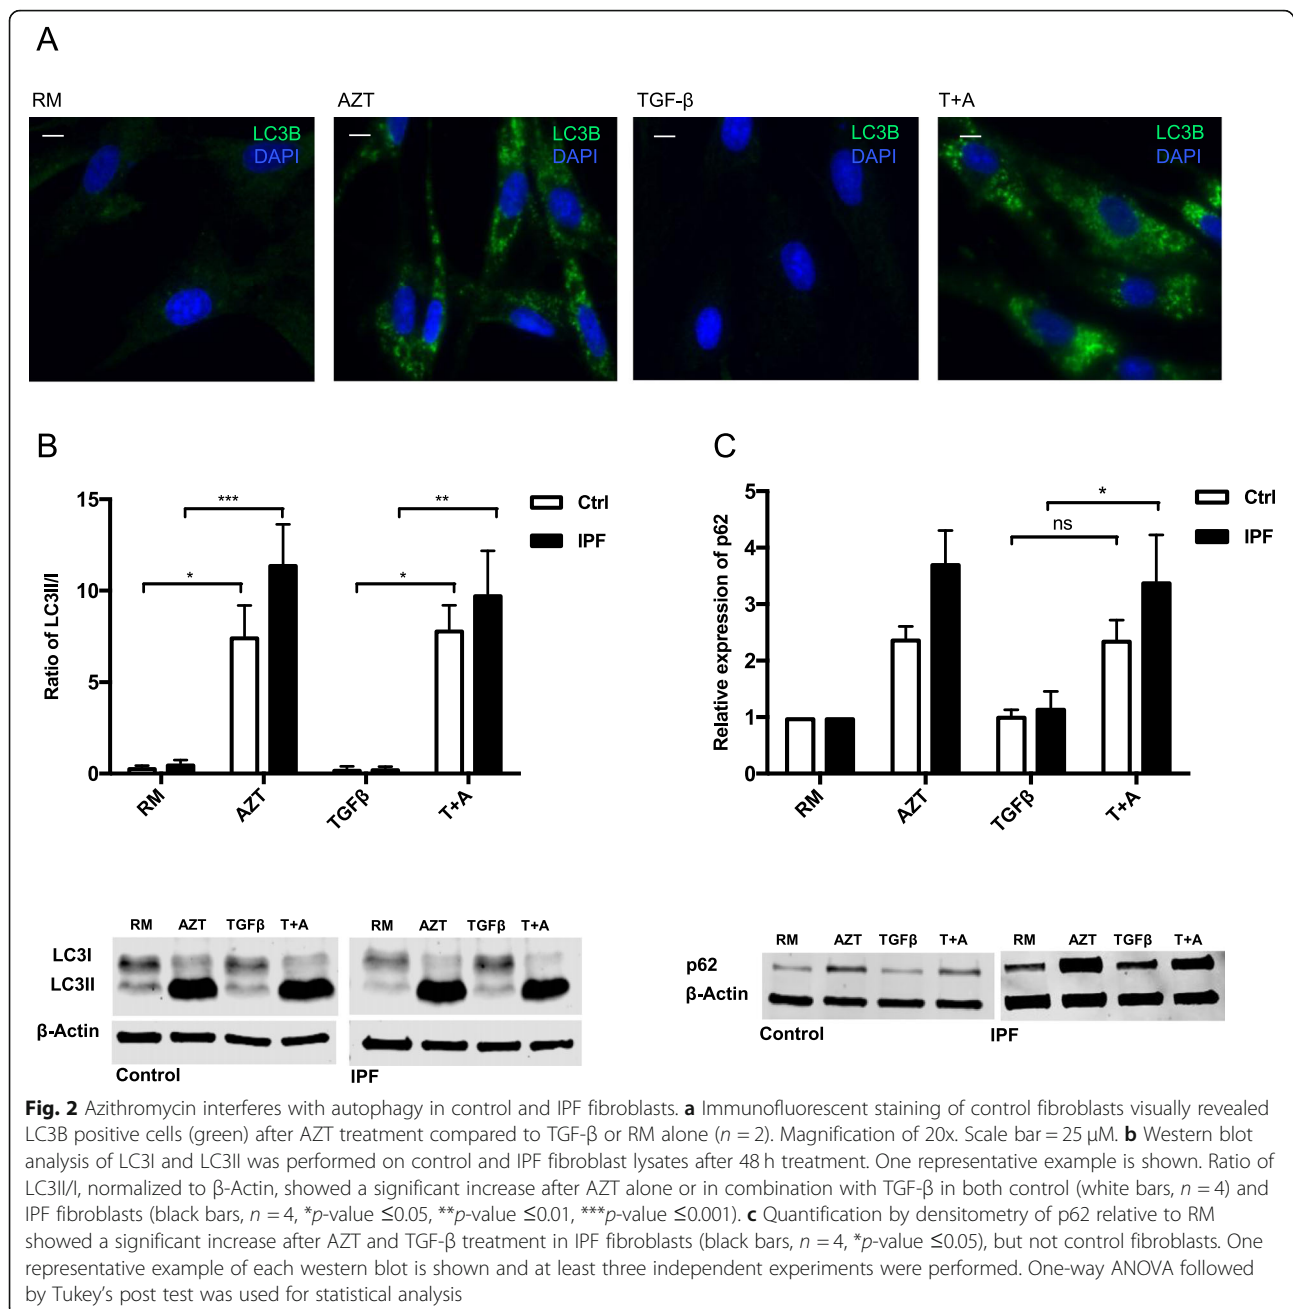 A
RM
AZT
TGF-β
T+A
LC3B
DAPI
LC3B
DAPI
LC3B
DAPI
LC3B
DAPI
B
Ratio of LC3II/I
15
10
5
0
***
**
*
*
Ctrl
IPF
RM
AZT
TGFβ
T+A
C
Relative expression of p62
5
4
3
2
1
0
*
ns
Ctrl
IPF
RM
AZT
TGFβ
T+A
RM AZT TGFβ T+A
RM AZT TGFβ T+A
LC3I
LC3II
β-Actin
Control
IPF
RM AZT TGFβ T+A
RM AZT TGFβ T+A
p62
β-Actin
Control
IPF
Fig. 2 Azithromycin interferes with autophagy in control and IPF fibroblasts. a Immunofluorescent staining of control fibroblasts visually revealed
LC3B positive cells (green) after AZT treatment compared to TGF-β or RM alone (n = 2). Magnification of 20x. Scale bar = 25 μM. b Western blot
analysis of LC3I and LC3II was performed on control and IPF fibroblast lysates after 48 h treatment. One representative example is shown. Ratio of
LC3II/I, normalized to β-Actin, showed a significant increase after AZT alone or in combination with TGF-β in both control (white bars, n = 4) and
IPF fibroblasts (black bars, n = 4, *p-value ≤0.05, **p-value ≤0.01, ***p-value ≤0.001). c Quantification by densitometry of p62 relative to RM
showed a significant increase after AZT and TGF-β treatment in IPF fibroblasts (black bars, n = 4, *p-value ≤0.05), but not control fibroblasts. One
representative example of each western blot is shown and at least three independent experiments were performed. One-way ANOVA followed
by Tukey's post test was used for statistical analysis